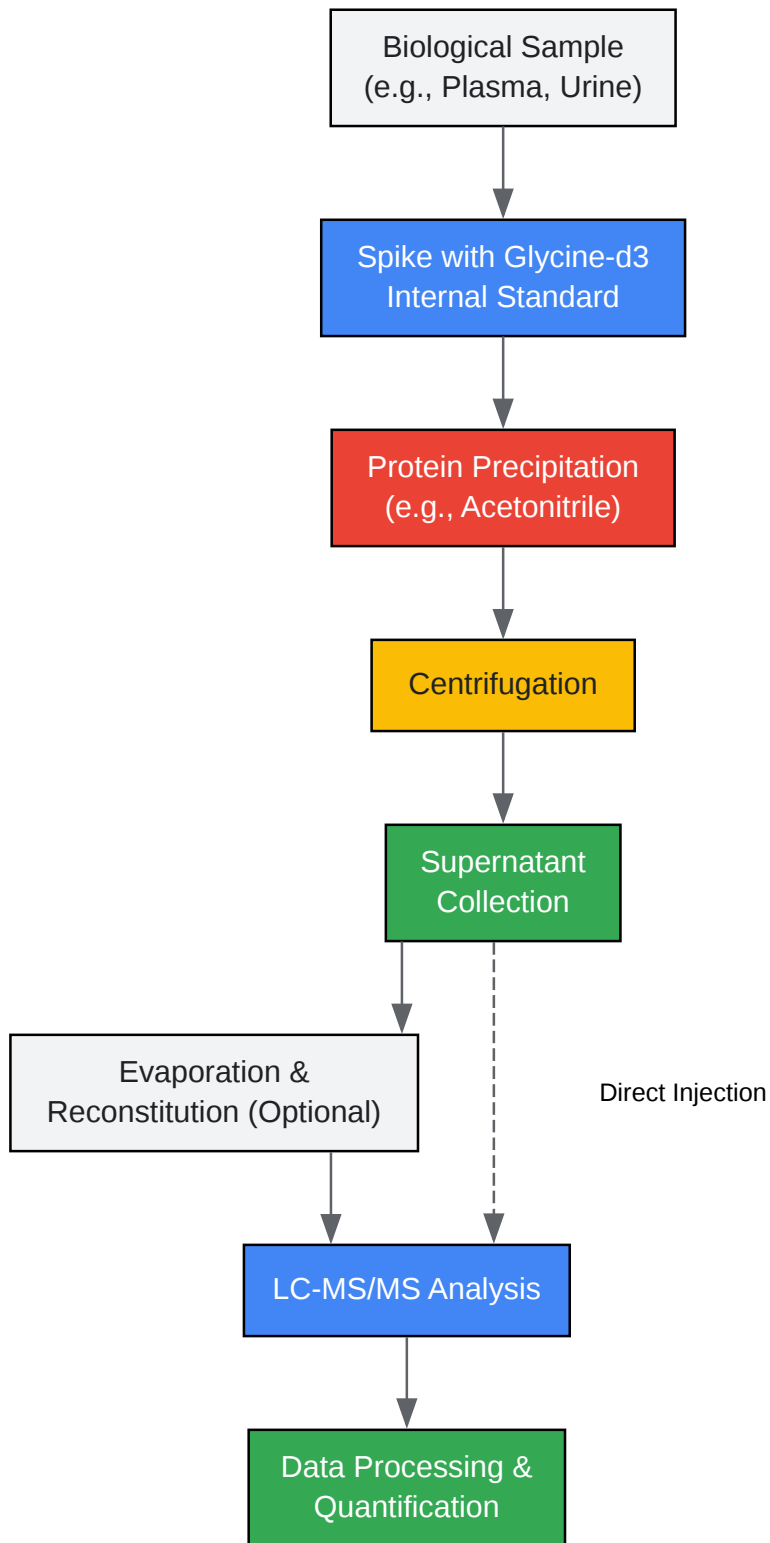 Biological Sample
(e.g., Plasma, Urine)
Spike with Glycine-d3
Internal Standard
Protein Precipitation
(e.g., Acetonitrile)
Centrifugation
Supernatant
Collection
Evaporation &
Reconstitution (Optional)
Direct Injection
LC-MS/MS Analysis
Data Processing &
Quantification